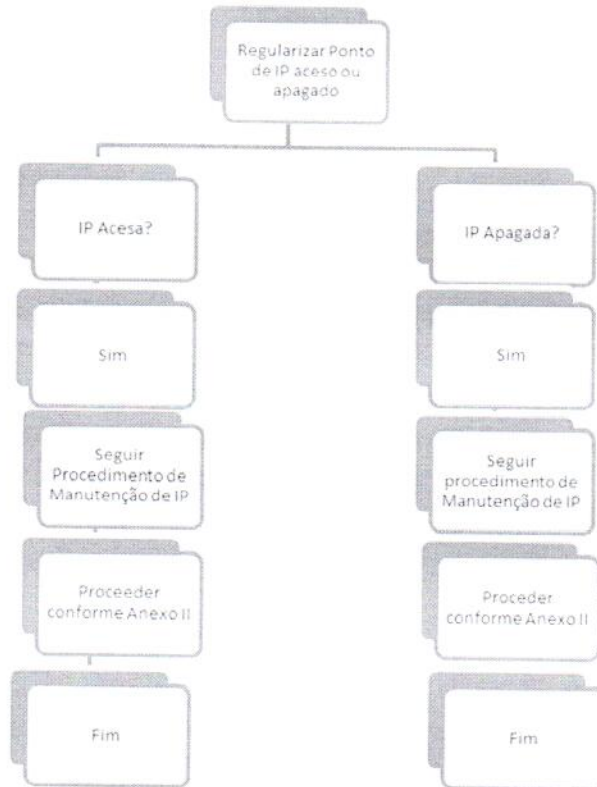 Regularizar Ponto
de IP aceso ou
apagado
IP Acesa?
Sim
Seguir
Procedimento de
Manutenção de IP
Proceeder
conforme Anexo II
Fim
IP Apagada?
Sim
Seguir
procedimento de
Manutenção de IP
Proceder
conforme Anexo II
Fim